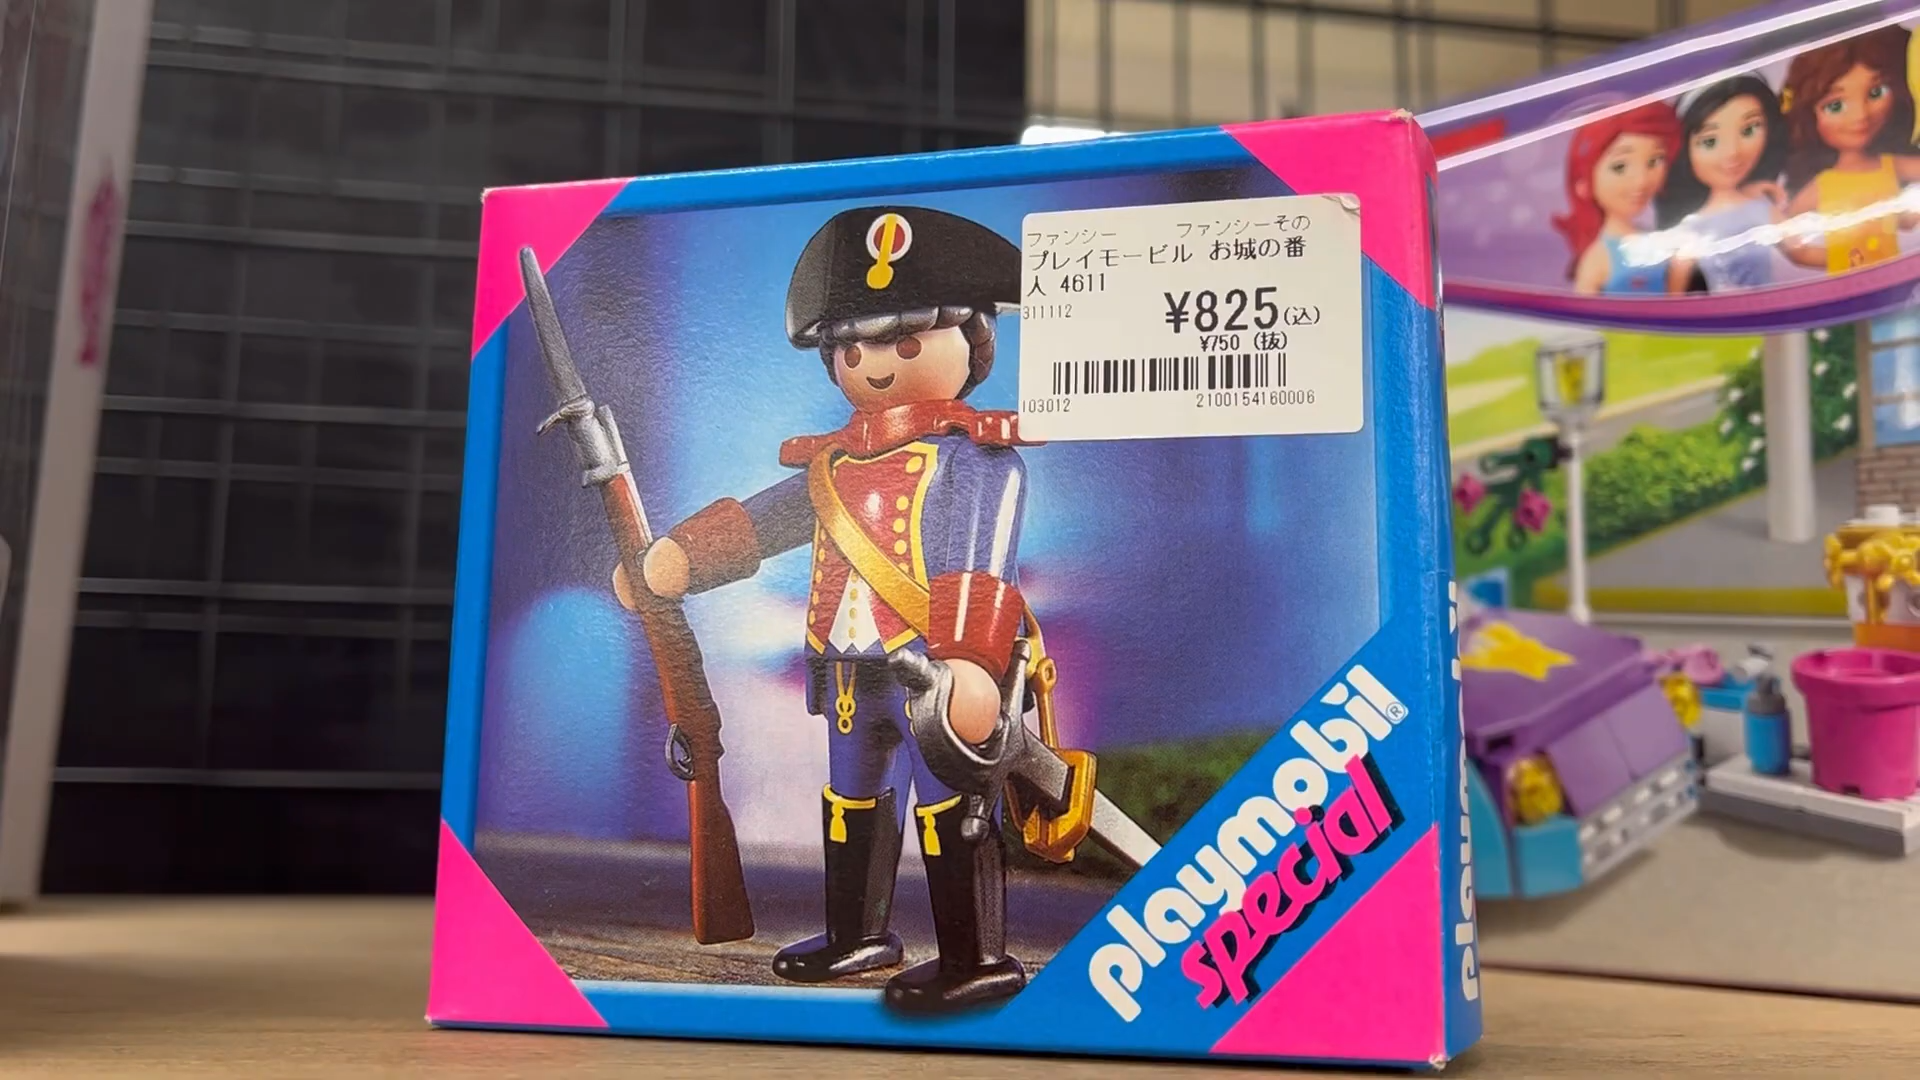 ファンシー ファンシーその
プレイモービル お城の番
人 4611
311112
¥825(込)
¥750 (抜)
103012 2100154160006
playmobil®
special